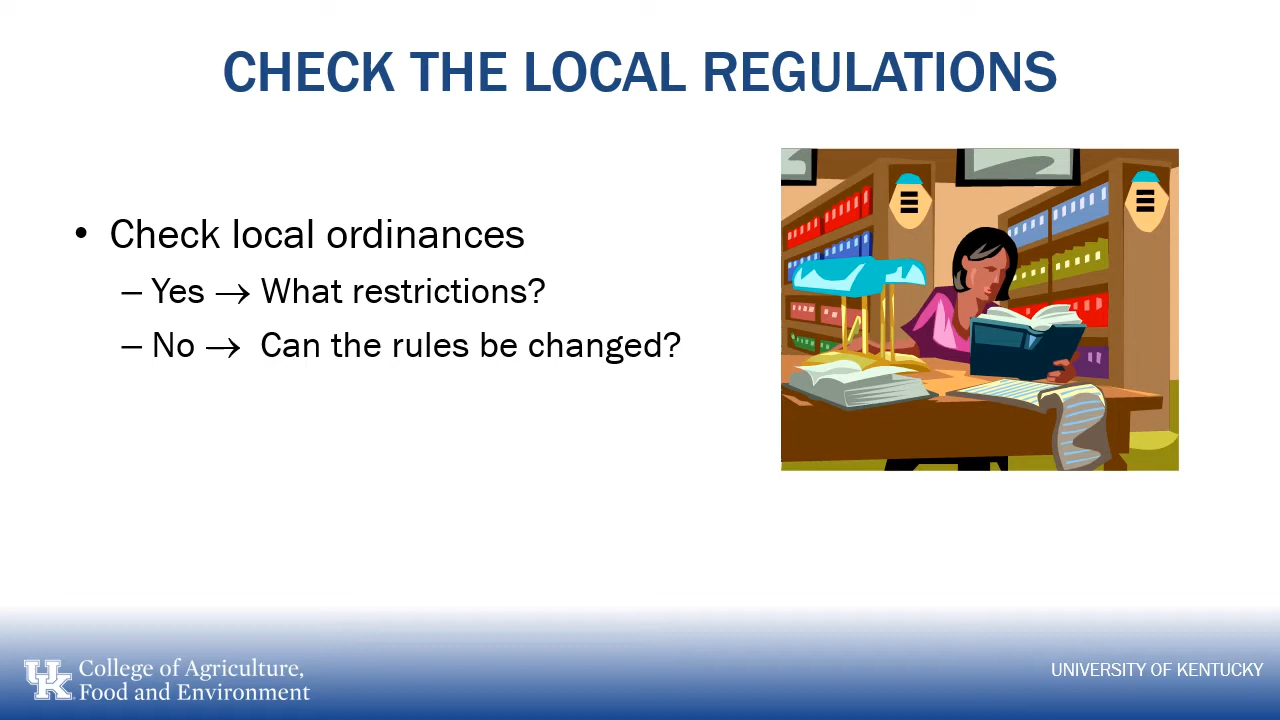 CHECK THE LOCAL REGULATIONS
• Check local ordinances
– Yes → What restrictions?
– No → Can the rules be changed?
UK College of Agriculture,
Food and Environment
UNIVERSITY OF KENTUCKY